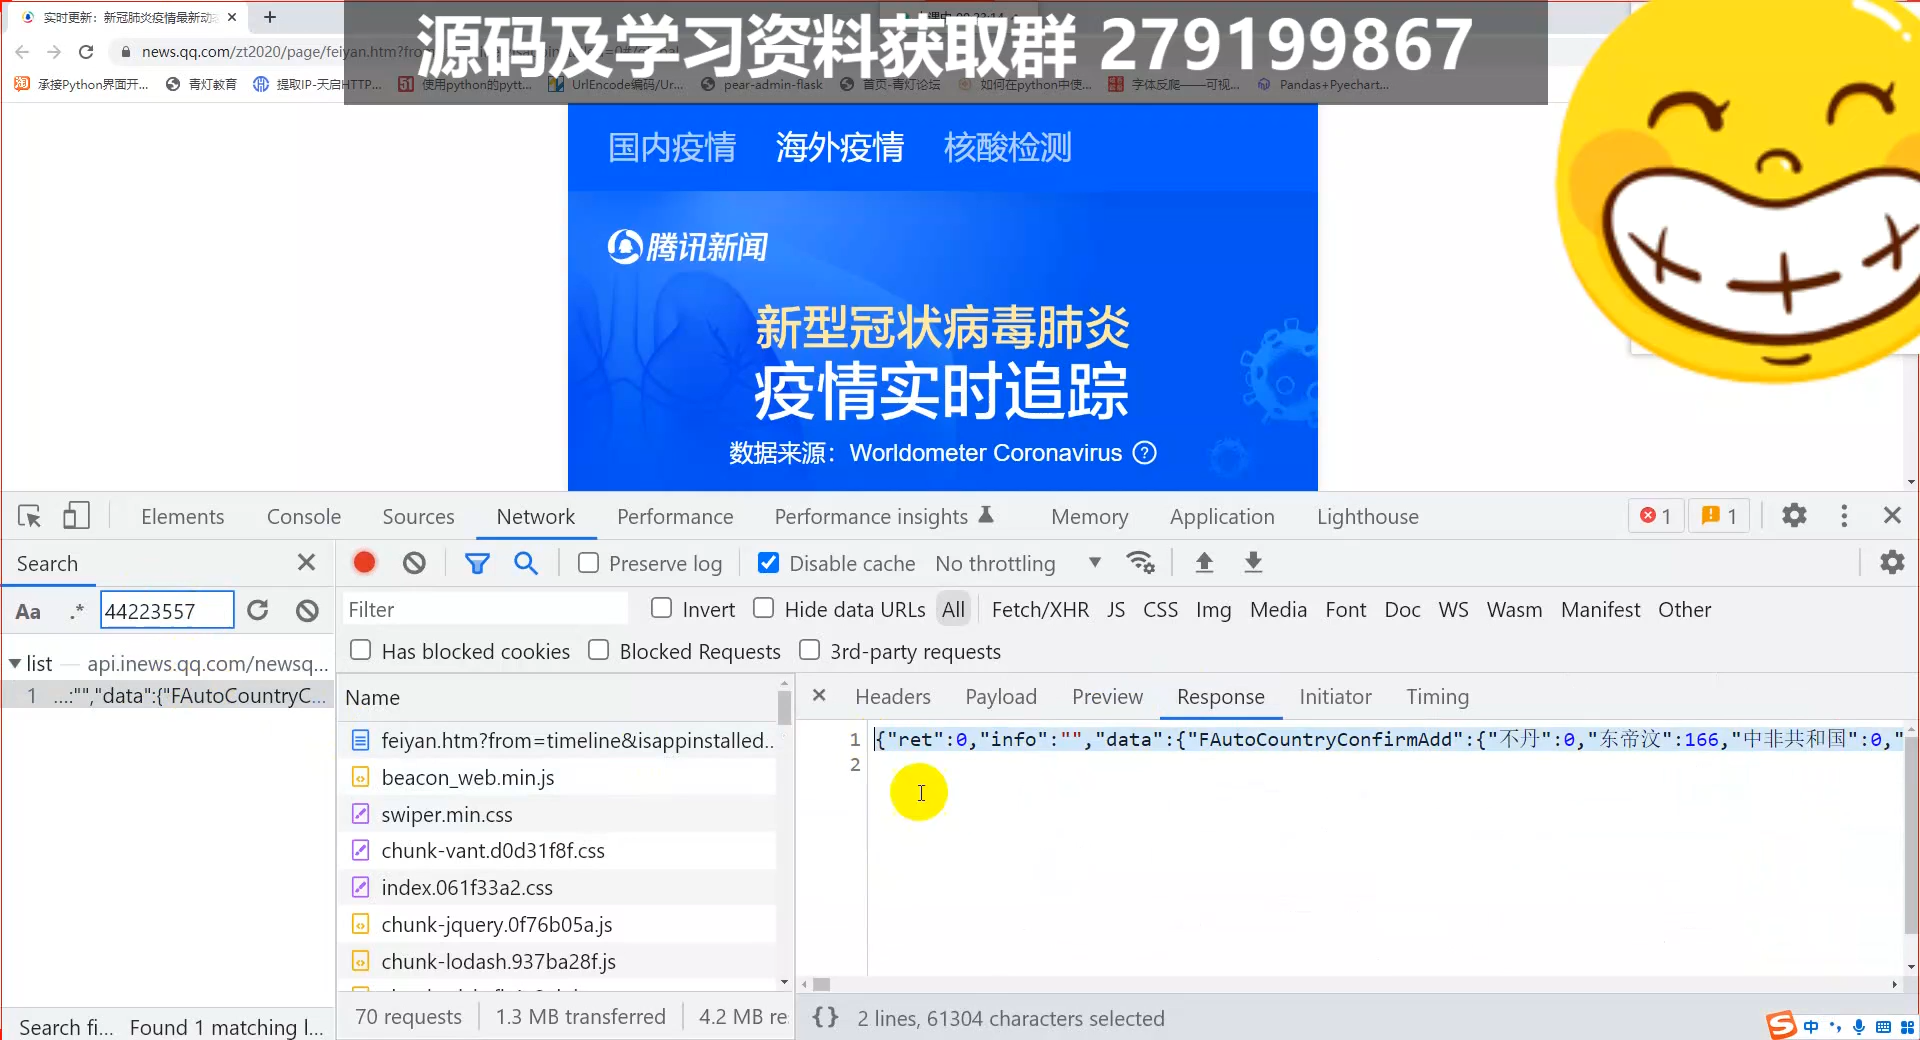 实时更新：新冠肺炎疫情最新动态
源码及学习资料获取群 279199867
news.qq.com/zt2020/page/feiyan.htm?fro
承接Python界面开...
青灯教育
提取IP-天启HTTP...
使用python的pytt...
UrlEncode编码/Ur...
pear-admin-flask
首页-青灯论坛
如何在python中使...
字体反爬——可视...
Pandas+Pyechart...
国内疫情 海外疫情 核酸检测
腾讯新闻
新型冠状病毒肺炎
疫情实时追踪
数据来源：Worldometer Coronavirus ?
Elements Console Sources Network Performance Performance insights Memory Application Lighthouse 1 1
Search
Preserve log Disable cache No throttling
Aa .* 44223557
Filter Invert Hide data URLs All Fetch/XHR JS CSS Img Media Font Doc WS Wasm Manifest Other
Has blocked cookies Blocked Requests 3rd-party requests
list — api.inews.qq.com/newsq...
1 ...:"","data":{"FAutoCountryC...
Name
Headers Payload Preview Response Initiator Timing
feiyan.htm?from=timeline&isappinstalled..
beacon_web.min.js
swiper.min.css
chunk-vant.d0d31f8f.css
index.061f33a2.css
chunk-jquery.0f76b05a.js
chunk-lodash.937ba28f.js
1 {"ret":0,"info":"","data":{"FAutoCountryConfirmAdd":{"不丹":0,"东帝汶":166,"中非共和国":0,"
2
Search fi... Found 1 matching l...
70 requests 1.3 MB transferred 4.2 MB re
{} 2 lines, 61304 characters selected
S 中